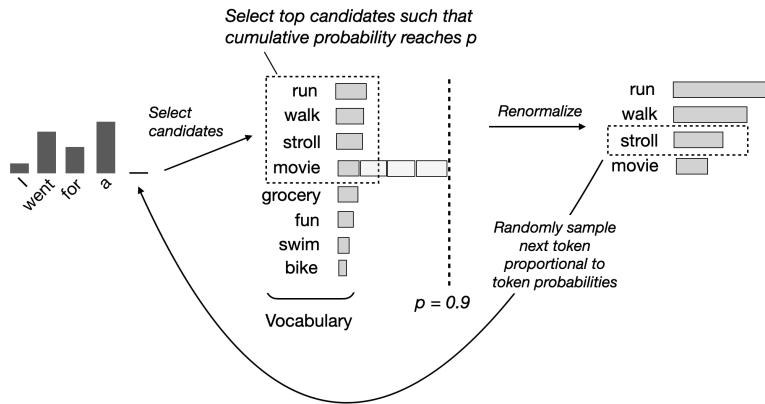 Select top candidates such that
cumulative probability reaches p
Select
candidates
I
went
for
a
run
walk
stroll
movie
grocery
fun
swim
bike
Vocabulary
p = 0.9
Renormalize
run
walk
stroll
movie
Randomly sample
next token
proportional to
token probabilities